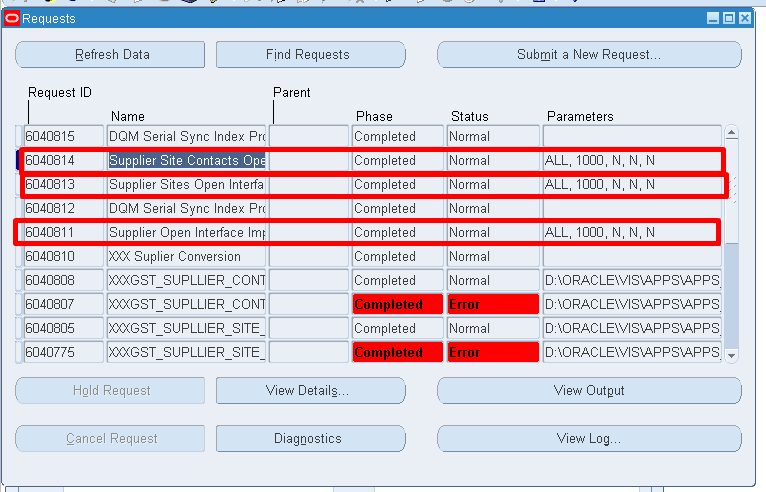 Requests
Refresh Data Find Requests Submit a New Request...
Request ID Parent
Name Phase Status Parameters
6040815 DQM Serial Sync Index Pro Completed Normal
6040814 Supplier Site Contacts Ope Completed Normal ALL, 1000, N, N, N
6040813 Supplier Sites Open Interfa Completed Normal ALL, 1000, N, N, N
6040812 DQM Serial Sync Index Pro Completed Normal
6040811 Supplier Open Interface Imp Completed Normal ALL, 1000, N, N, N
6040810 XXX Suplier Conversion Completed Normal
6040808 XXXGST_SUPLLIER_CONT Completed Normal D:\ORACLE\VIS\APPS\APPS_
6040807 XXXGST_SUPLLIER_CONT Completed Error D:\ORACLE\VIS\APPS\APPS_
6040805 XXXGST_SUPLLIER_SITE_ Completed Normal D:\ORACLE\VIS\APPS\APPS_
6040775 XXXGST_SUPLLIER_SITE_ Completed Error D:\ORACLE\VIS\APPS\APPS_
Hold Request View Details... View Output
Cancel Request Diagnostics View Log...